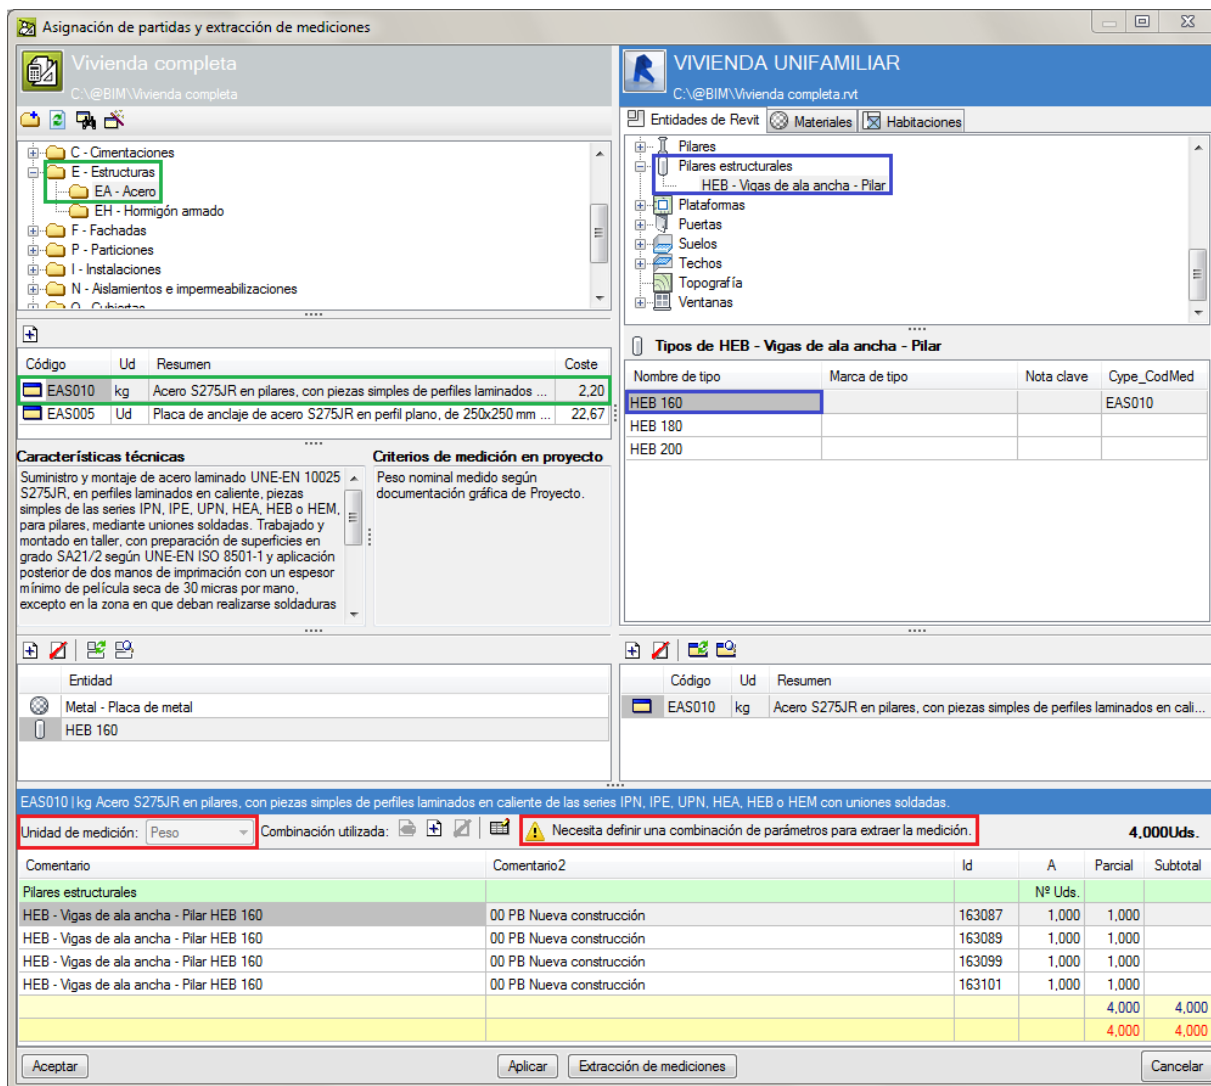 Asignación de partidas y extracción de mediciones
Vivienda completa
C:\@BIM\Vivienda completa
C - Cimentaciones
E - Estructuras
EA - Acero
EH - Hormigón armado
F - Fachadas
P - Particiones
I - Instalaciones
N - Aislamientos e impermeabilizaciones
Q - Cubiertas
Código Ud Resumen Coste
EAS010 kg Acero S275JR en pilares, con piezas simples de perfiles laminados ... 2,20
EAS005 Ud Placa de anclaje de acero S275JR en perfil plano, de 250x250 mm ... 22,67
Características técnicas
Suministro y montaje de acero laminado UNE-EN 10025
S275JR, en perfiles laminados en caliente, piezas
simples de las series IPN, IPE, UPN, HEA, HEB o HEM,
para pilares, mediante uniones soldadas. Trabajado y
montado en taller, con preparación de superficies en
grado SA21/2 según UNE-EN ISO 8501-1 y aplicación
posterior de dos manos de imprimación con un espesor
mínimo de película seca de 30 micras por mano,
excepto en la zona en que deban realizarse soldaduras
Criterios de medición en proyecto
Peso nominal medido según
documentación gráfica de Proyecto.
Entidad
Metal - Placa de metal
HEB 160
VIVIENDA UNIFAMILIAR
C:\@BIM\Vivienda completa.rvt
Entidades de Revit Materiales Habitaciones
Pilares
Pilares estructurales
HEB - Vigas de ala ancha - Pilar
Plataformas
Puertas
Suelos
Techos
Topografía
Ventanas
Tipos de HEB - Vigas de ala ancha - Pilar
Nombre de tipo Marca de tipo Nota clave Cype_CodMed
HEB 160 EAS010
HEB 180
HEB 200
Código Ud Resumen
EAS010 kg Acero S275JR en pilares, con piezas simples de perfiles laminados en cali...
EAS010 | kg Acero S275JR en pilares, con piezas simples de perfiles laminados en caliente de las series IPN, IPE, UPN, HEA, HEB o HEM con uniones soldadas.
Unidad de medición: Peso Combinación utilizada: Necesita definir una combinación de parámetros para extraer la medición. 4,000Uds.
Comentario Comentario2 Id A Parcial Subtotal
Pilares estructurales Nº Uds.
HEB - Vigas de ala ancha - Pilar HEB 160 00 PB Nueva construcción 163087 1,000 1,000
HEB - Vigas de ala ancha - Pilar HEB 160 00 PB Nueva construcción 163089 1,000 1,000
HEB - Vigas de ala ancha - Pilar HEB 160 00 PB Nueva construcción 163099 1,000 1,000
HEB - Vigas de ala ancha - Pilar HEB 160 00 PB Nueva construcción 163101 1,000 1,000
4,000 4,000
4,000 4,000
Aceptar Aplicar Extracción de mediciones Cancelar